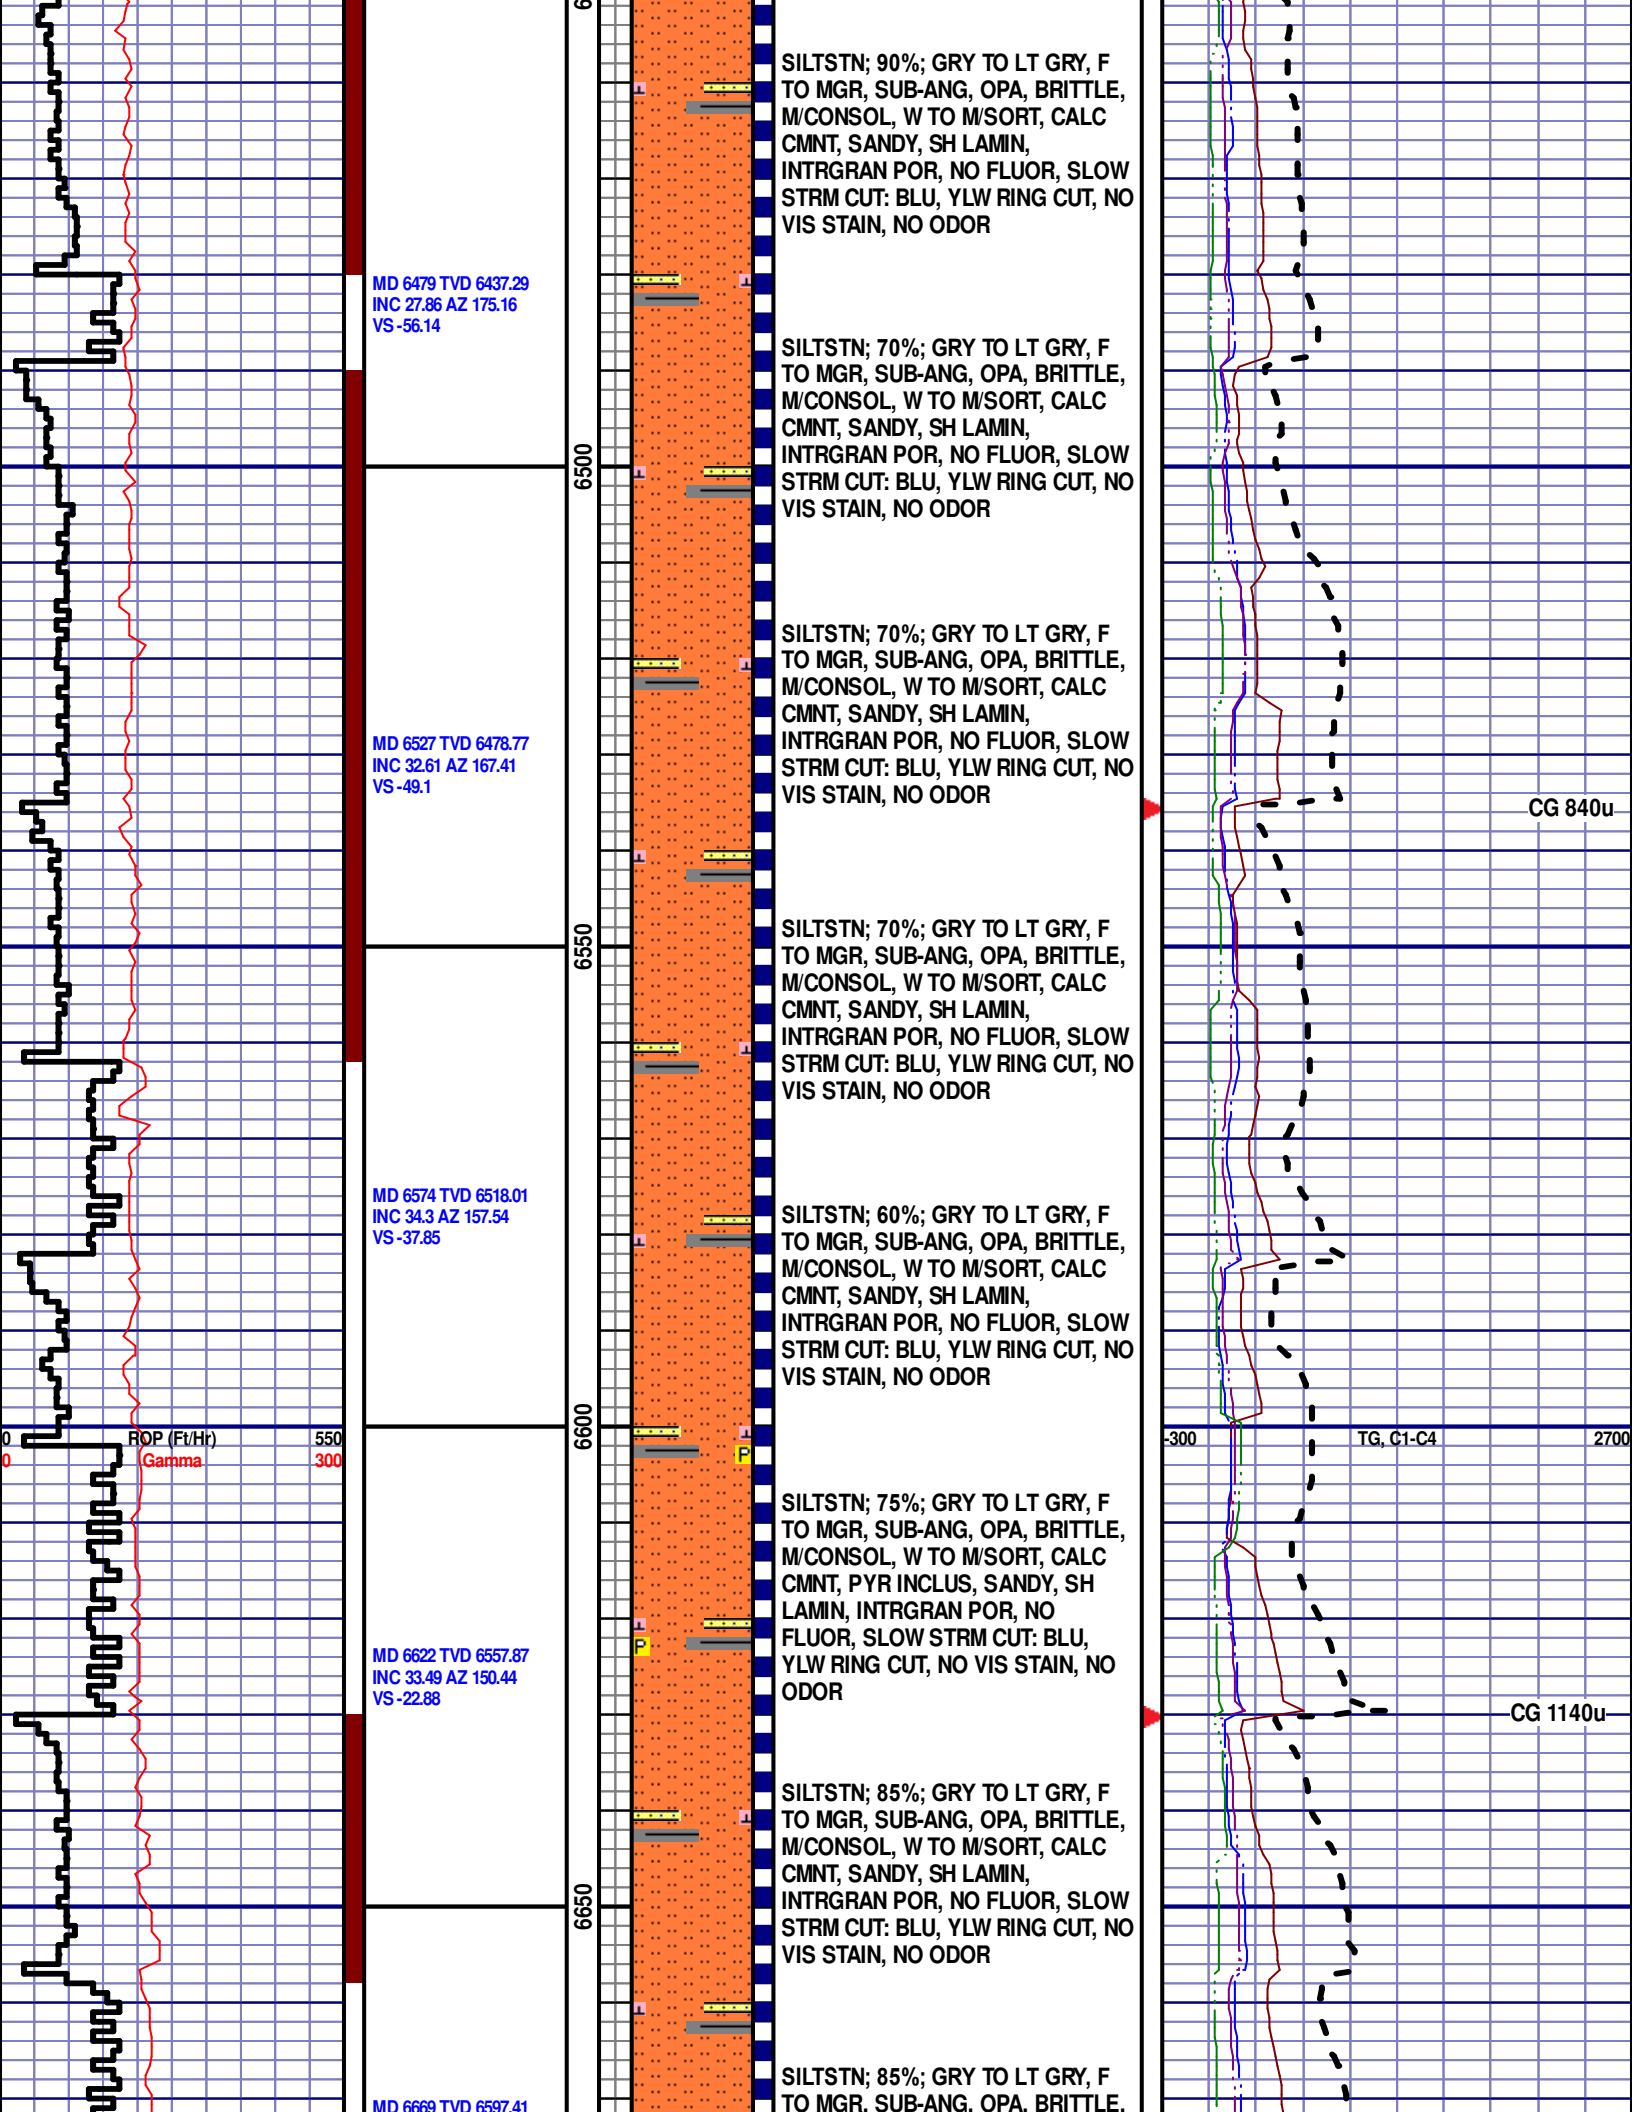 SILTSTN; 90%; GRY TO LT GRY, F
TO MGR, SUB-ANG, OPA, BRITTLE,
M/CONSOL, W TO M/SORT, CALC
CMNT, SANDY, SH LAMIN,
INTRGRAN POR, NO FLUOR, SLOW
STRM CUT: BLU, YLW RING CUT, NO
VIS STAIN, NO ODOR
MD 6479 TVD 6437.29
INC 27.86 AZ 175.16
VS -56.14
SILTSTN; 70%; GRY TO LT GRY, F
TO MGR, SUB-ANG, OPA, BRITTLE,
M/CONSOL, W TO M/SORT, CALC
CMNT, SANDY, SH LAMIN,
INTRGRAN POR, NO FLUOR, SLOW
STRM CUT: BLU, YLW RING CUT, NO
VIS STAIN, NO ODOR
6500
SILTSTN; 70%; GRY TO LT GRY, F
TO MGR, SUB-ANG, OPA, BRITTLE,
M/CONSOL, W TO M/SORT, CALC
CMNT, SANDY, SH LAMIN,
INTRGRAN POR, NO FLUOR, SLOW
STRM CUT: BLU, YLW RING CUT, NO
VIS STAIN, NO ODOR
MD 6527 TVD 6478.77
INC 32.61 AZ 167.41
VS -49.1
CG 840u
6550
SILTSTN; 70%; GRY TO LT GRY, F
TO MGR, SUB-ANG, OPA, BRITTLE,
M/CONSOL, W TO M/SORT, CALC
CMNT, SANDY, SH LAMIN,
INTRGRAN POR, NO FLUOR, SLOW
STRM CUT: BLU, YLW RING CUT, NO
VIS STAIN, NO ODOR
MD 6574 TVD 6518.01
INC 34.3 AZ 157.54
VS -37.85
SILTSTN; 60%; GRY TO LT GRY, F
TO MGR, SUB-ANG, OPA, BRITTLE,
M/CONSOL, W TO M/SORT, CALC
CMNT, SANDY, SH LAMIN,
INTRGRAN POR, NO FLUOR, SLOW
STRM CUT: BLU, YLW RING CUT, NO
VIS STAIN, NO ODOR
6600
0 ROP (Ft/Hr) 550
0 Gamma 300
-300 TG, C1-C4 2700
P
SILTSTN; 75%; GRY TO LT GRY, F
TO MGR, SUB-ANG, OPA, BRITTLE,
M/CONSOL, W TO M/SORT, CALC
CMNT, PYR INCLUS, SANDY, SH
LAMIN, INTRGRAN POR, NO
FLUOR, SLOW STRM CUT: BLU,
YLW RING CUT, NO VIS STAIN, NO
ODOR
P
MD 6622 TVD 6557.87
INC 33.49 AZ 150.44
VS -22.88
CG 1140u
SILTSTN; 85%; GRY TO LT GRY, F
TO MGR, SUB-ANG, OPA, BRITTLE,
M/CONSOL, W TO M/SORT, CALC
CMNT, SANDY, SH LAMIN,
INTRGRAN POR, NO FLUOR, SLOW
STRM CUT: BLU, YLW RING CUT, NO
VIS STAIN, NO ODOR
6650
SILTSTN; 85%; GRY TO LT GRY, F
TO MGR, SUB-ANG, OPA, BRITTLE,
MD 6669 TVD 6597.41